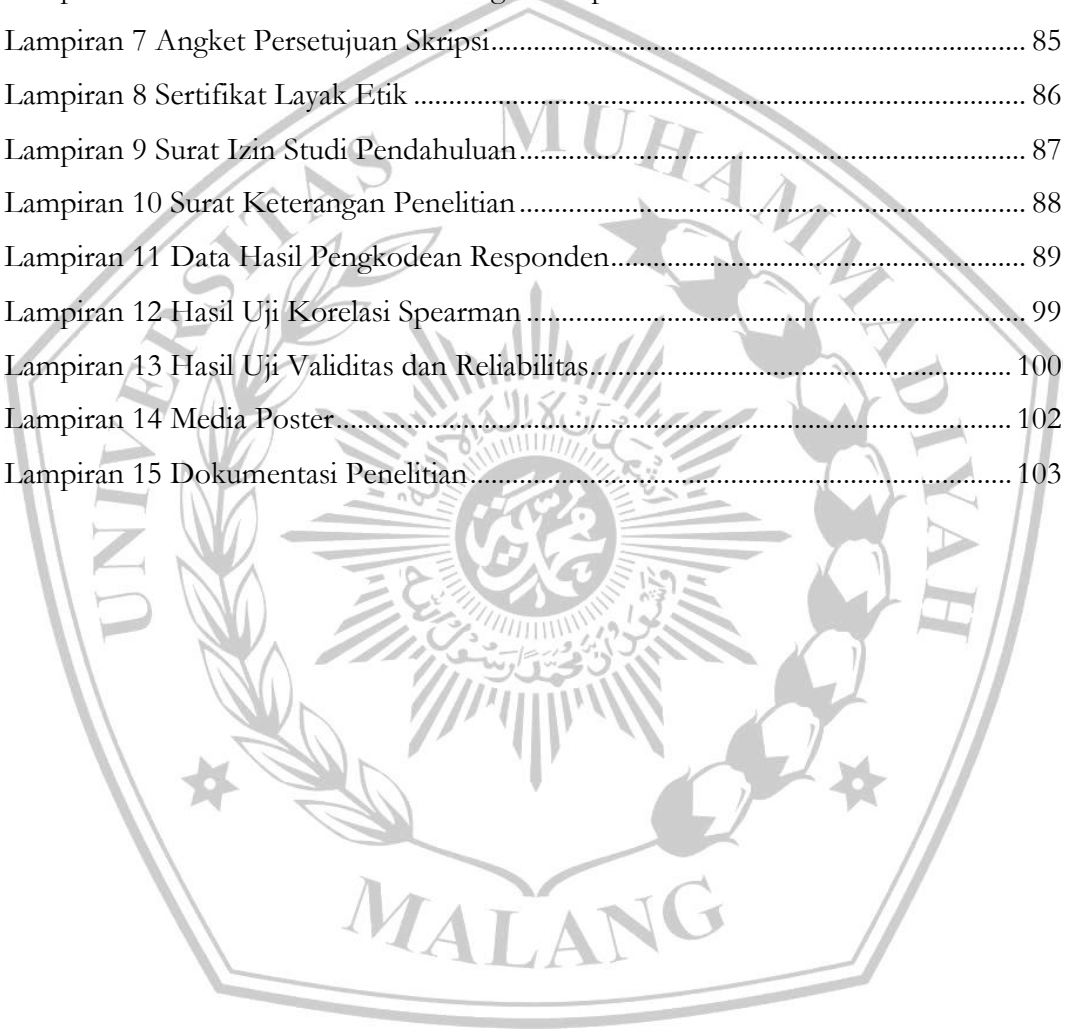 Lampiran 7 Angket Persetujuan Skripsi.......................................................................... 85
Lampiran 8 Sertifikat Layak Etik ..................................................................................... 86
Lampiran 9 Surat Izin Studi Pendahuluan...................................................................... 87
Lampiran 10 Surat Keterangan Penelitian ...................................................................... 88
Lampiran 11 Data Hasil Pengkodean Responden.......................................................... 89
Lampiran 12 Hasil Uji Korelasi Spearman ..................................................................... 99
Lampiran 13 Hasil Uji Validitas dan Reliabilitas.......................................................... 100
Lampiran 14 Media Poster.............................................................................................. 102
Lampiran 15 Dokumentasi Penelitian........................................................................... 103
UNIVERSITAS MUHAMMADIYAH
MALANG